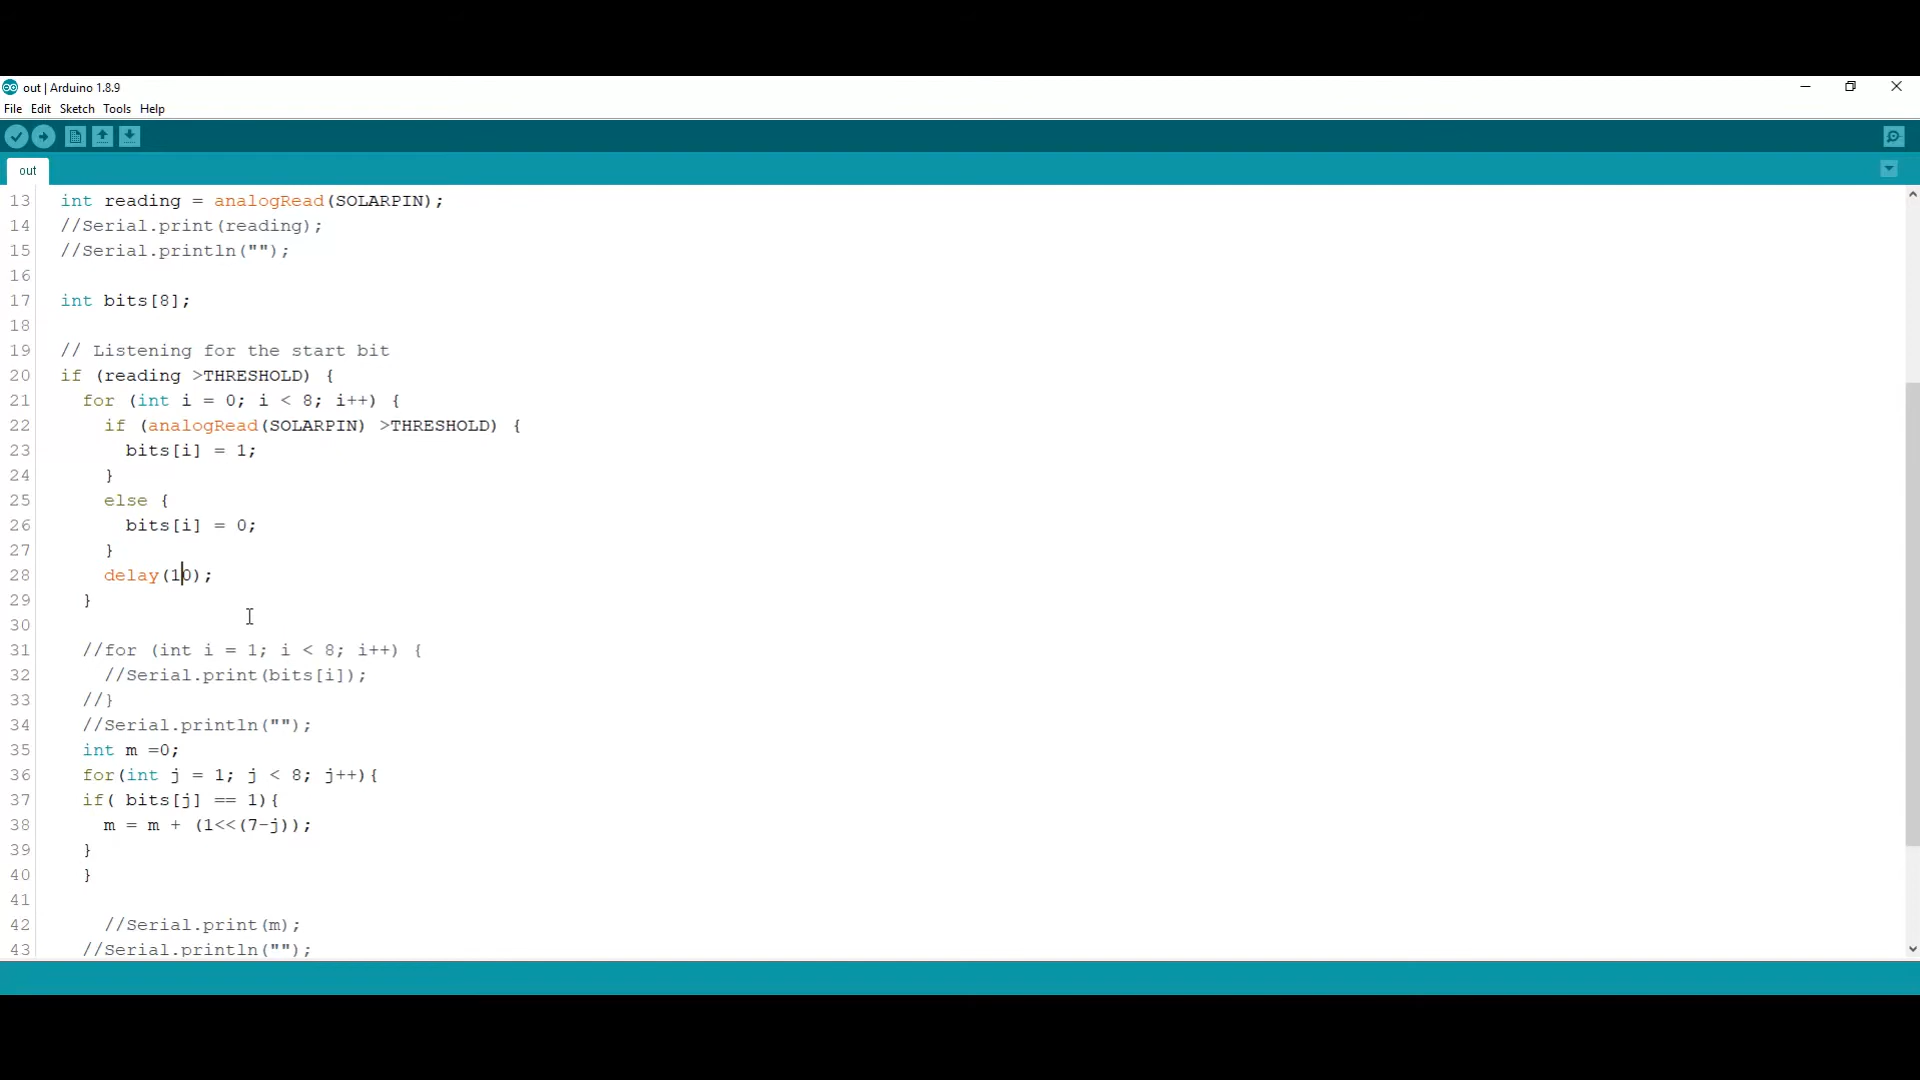 out | Arduino 1.8.9
File Edit Sketch Tools Help
out
13 int reading = analogRead(SOLARPIN);
14 //Serial.print(reading);
15 //Serial.println("");
16
17 int bits[8];
18
19 // Listening for the start bit
20 if (reading >THRESHOLD) {
21 for (int i = 0; i < 8; i++) {
22 if (analogRead(SOLARPIN) >THRESHOLD) {
23 bits[i] = 1;
24 }
25 else {
26 bits[i] = 0;
27 }
28 delay(10);
29 }
30
31 //for (int i = 1; i < 8; i++) {
32 //Serial.print(bits[i]);
33 //}
34 //Serial.println("");
35 int m =0;
36 for(int j = 1; j < 8; j++){
37 if( bits[j] == 1){
38 m = m + (1<<(7-j));
39 }
40 }
41
42 //Serial.print(m);
43 //Serial.println("");